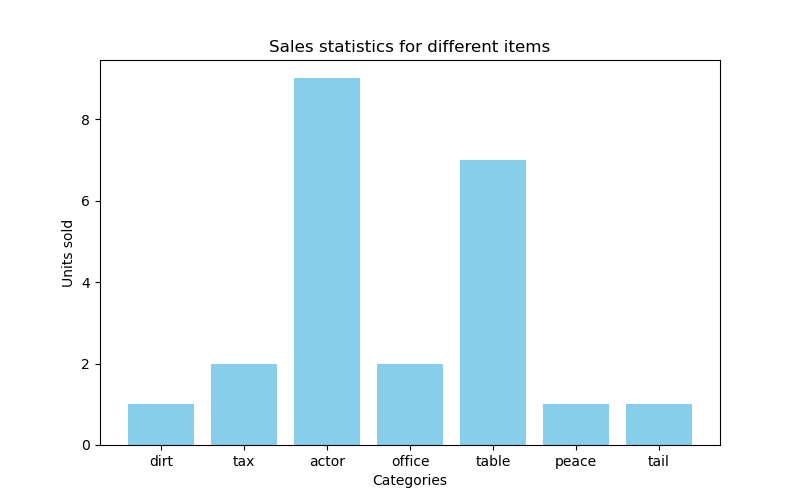 Sales statistics for different items
Units sold
8
6
4
2
0
dirt tax actor office table peace tail
Categories